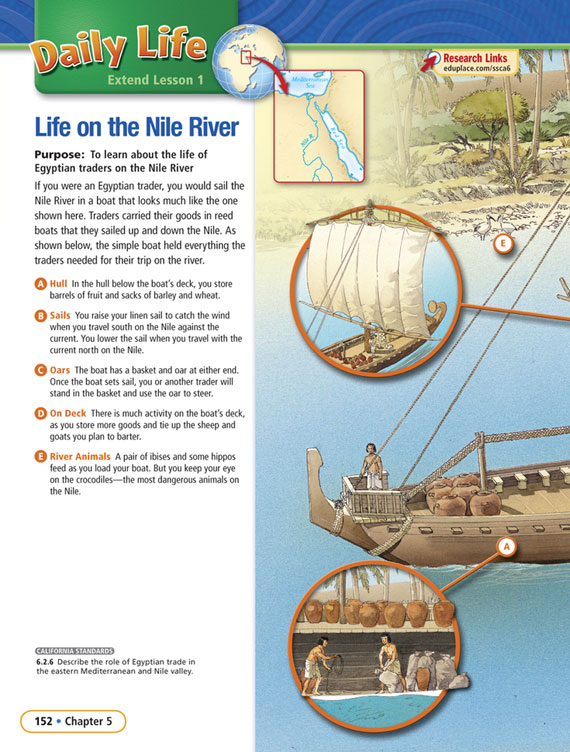 Daily Life
Extend Lesson 1
Research Links
eduplace.com/ssca6
Mediterranean
Sea
Nile R.
Red Sea
Life on the Nile River
Purpose: To learn about the life of
Egyptian traders on the Nile River
If you were an Egyptian trader, you would sail the
Nile River in a boat that looks much like the one
shown here. Traders carried their goods in reed
boats that they sailed up and down the Nile. As
shown below, the simple boat held everything the
traders needed for their trip on the river.
A Hull In the hull below the boat's deck, you store
barrels of fruit and sacks of barley and wheat.
B Sails You raise your linen sail to catch the wind
when you travel south on the Nile against the
current. You lower the sail when you travel with the
current north on the Nile.
C Oars The boat has a basket and oar at either end.
Once the boat sets sail, you or another trader will
stand in the basket and use the oar to steer.
D On Deck There is much activity on the boat's deck,
as you store more goods and tie up the sheep and
goats you plan to barter.
E River Animals A pair of ibises and some hippos
feed as you load your boat. But you keep your eye
on the crocodiles—the most dangerous animals on
the Nile.
E
A
CALIFORNIA STANDARDS
6.2.6 Describe the role of Egyptian trade in
the eastern Mediterranean and Nile valley.
152 • Chapter 5